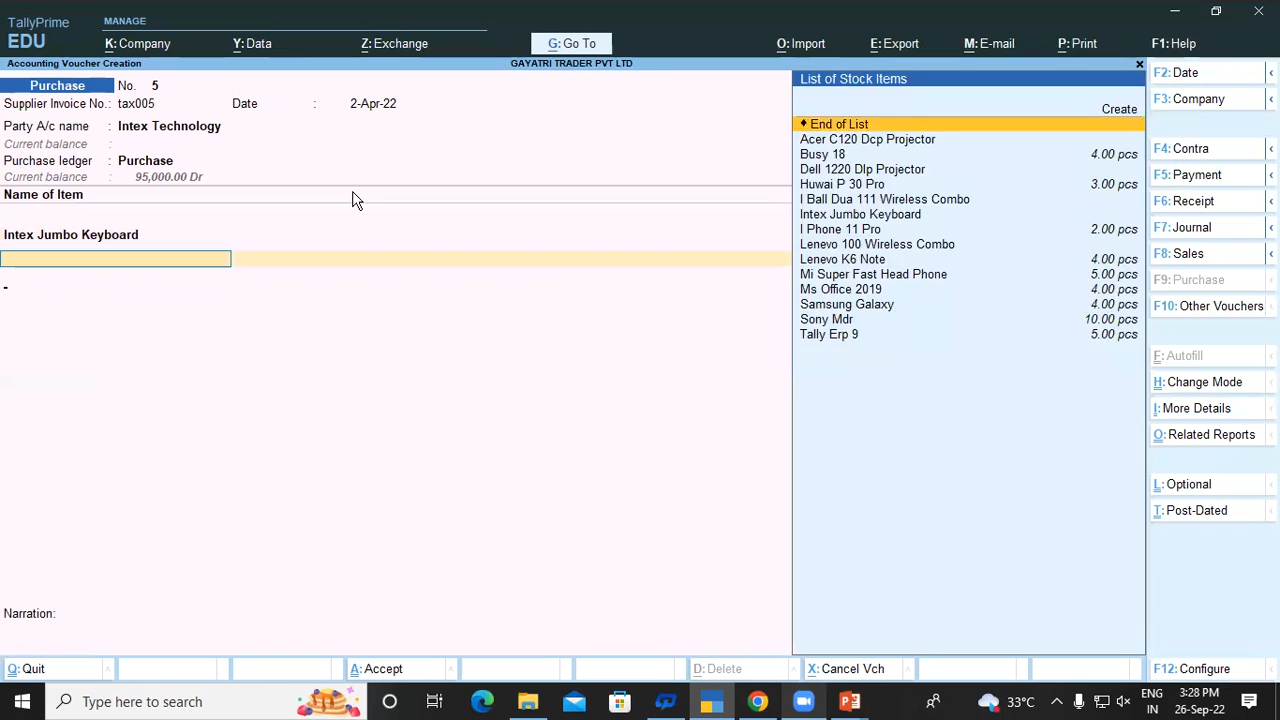 TallyPrime
EDU
MANAGE
K: Company
Y: Data
Z: Exchange
G: Go To
O: Import
E: Export
M: E-mail
P: Print
F1: Help
Accounting Voucher Creation
GAYATRI TRADER PVT LTD
×
Purchase No. 5
Supplier Invoice No.: tax005 Date : 2-Apr-22
Party A/c name : Intex Technology
Current balance :
Purchase ledger : Purchase
Current balance : 95,000.00 Dr
Name of Item
Intex Jumbo Keyboard
-
Narration:
List of Stock Items
Create
♦ End of List
Acer C120 Dcp Projector
Busy 18 4.00 pcs
Dell 1220 Dlp Projector
Huwai P 30 Pro 3.00 pcs
I Ball Dua 111 Wireless Combo
Intex Jumbo Keyboard
I Phone 11 Pro 2.00 pcs
Lenevo 100 Wireless Combo
Lenevo K6 Note 4.00 pcs
Mi Super Fast Head Phone 5.00 pcs
Ms Office 2019 4.00 pcs
Samsung Galaxy 4.00 pcs
Sony Mdr 10.00 pcs
Tally Erp 9 5.00 pcs
F2: Date
F3: Company
F4: Contra
F5: Payment
F6: Receipt
F7: Journal
F8: Sales
F9: Purchase
F10: Other Vouchers
F: Autofill
H: Change Mode
I: More Details
O: Related Reports
L: Optional
T: Post-Dated
F12: Configure
Q: Quit
A: Accept
D: Delete
X: Cancel Vch
Type here to search
33°C
ENG
IN
3:28 PM
26-Sep-22